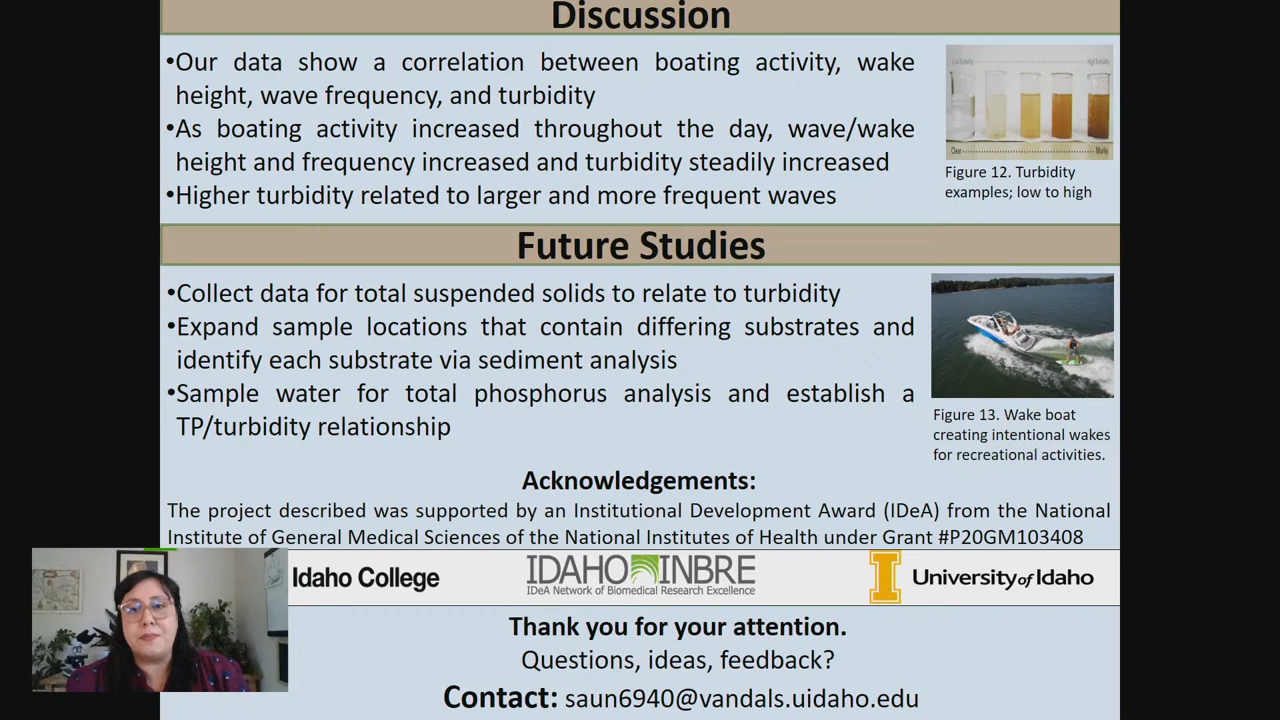 Discussion
•Our data show a correlation between boating activity, wake
height, wave frequency, and turbidity
•As boating activity increased throughout the day, wave/wake
height and frequency increased and turbidity steadily increased
•Higher turbidity related to larger and more frequent waves
Low Turbidity
High Turbidity
Clear
Murky
Figure 12. Turbidity
examples; low to high
Future Studies
•Collect data for total suspended solids to relate to turbidity
•Expand sample locations that contain differing substrates and
identify each substrate via sediment analysis
•Sample water for total phosphorus analysis and establish a
TP/turbidity relationship
Figure 13. Wake boat
creating intentional wakes
for recreational activities.
Acknowledgements:
The project described was supported by an Institutional Development Award (IDeA) from the National
Institute of General Medical Sciences of the National Institutes of Health under Grant #P20GM103408
Idaho College
IDAHO INBRE
IDeA Network of Biomedical Research Excellence
I
University of Idaho
Thank you for your attention.
Questions, ideas, feedback?
Contact: saun6940@vandals.uidaho.edu